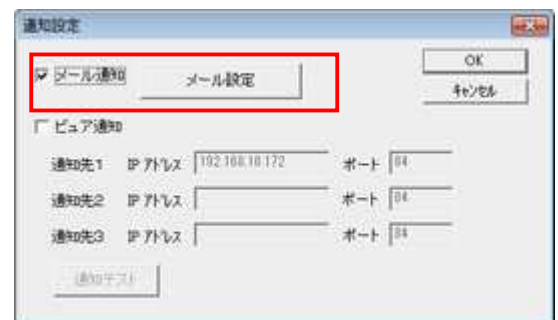 通知設定
OK
メール通知 メール設定
キャンセル
ビュア通知
通知先1 IP アドレス 192.168.10.172 ポート 84
通知先2 IP アドレス ポート 84
通知先3 IP アドレス ポート 84
通知テスト